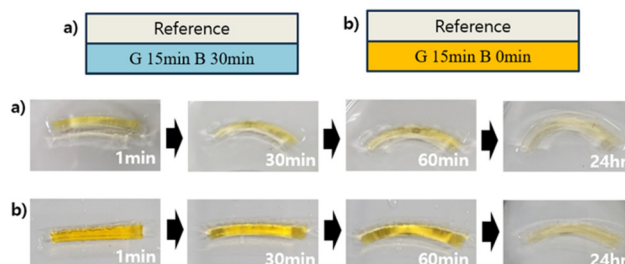 a)
Reference
G 15min B 30min
b)
Reference
G 15min B 0min
a)
1min
30min
60min
24hr
b)
1min
30min
60min
24hr